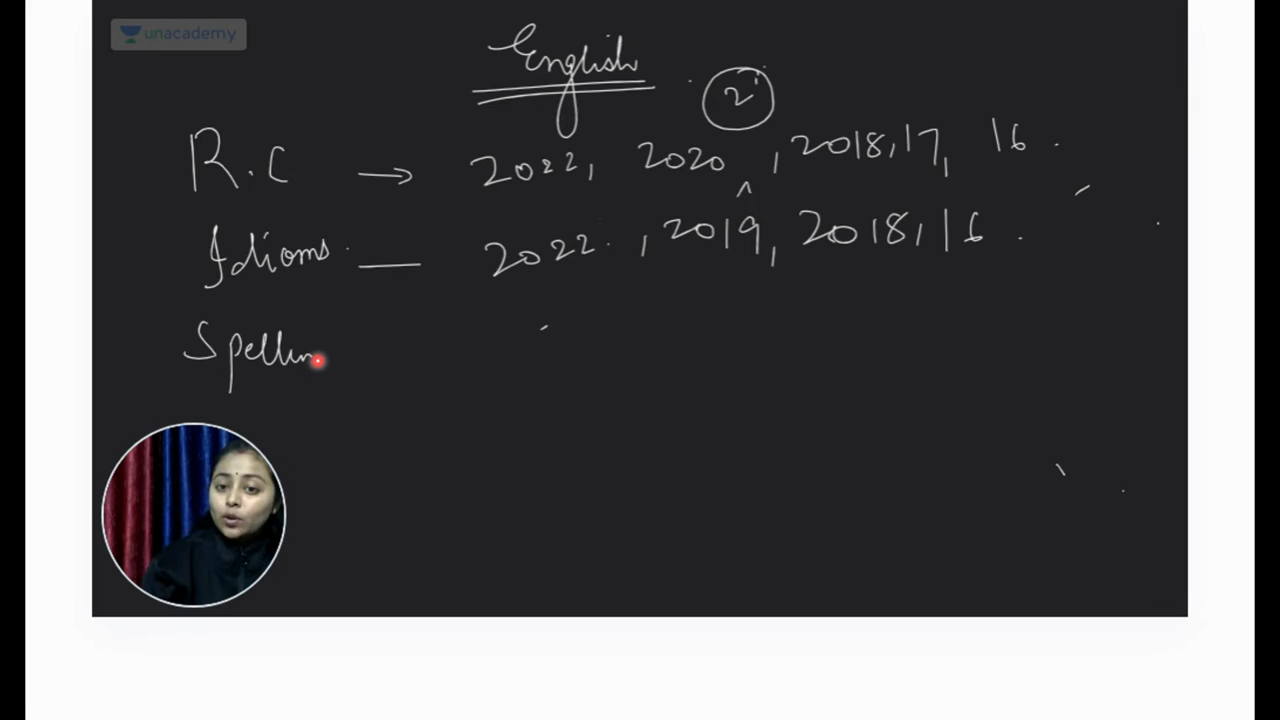 unacademy
English
2
R.C → 2022, 2020, 2018, 17, 16.
Idioms — 2022, 2019, 2018, 16.
Spellin